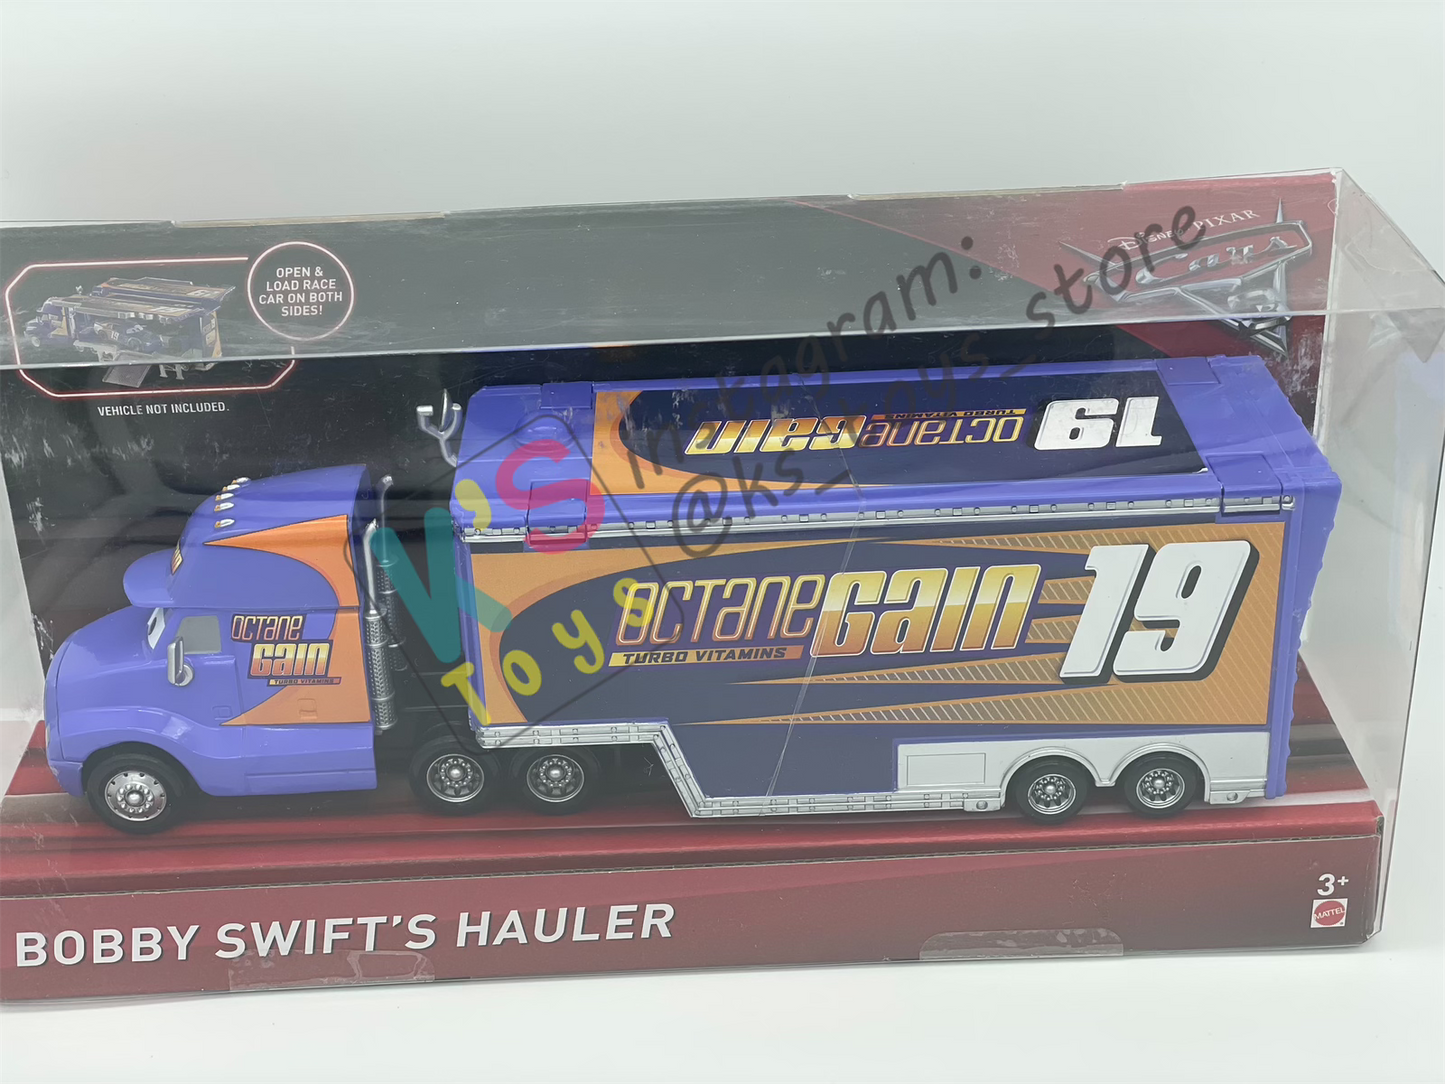 OPEN &
LOAD RACE
CAR ON BOTH
SIDES!
VEHICLE NOT INCLUDED.
DISNEY PIXAR
Cars
Instagram:
@ks_toys_store
K'S
Toys
OCTANE GAIN 19
TURBO VITAMINS
OCTANE
GAIN
TURBO VITAMINS
OCTANE GAIN 19
TURBO VITAMINS
BOBBY SWIFT'S HAULER
3+
MATTEL